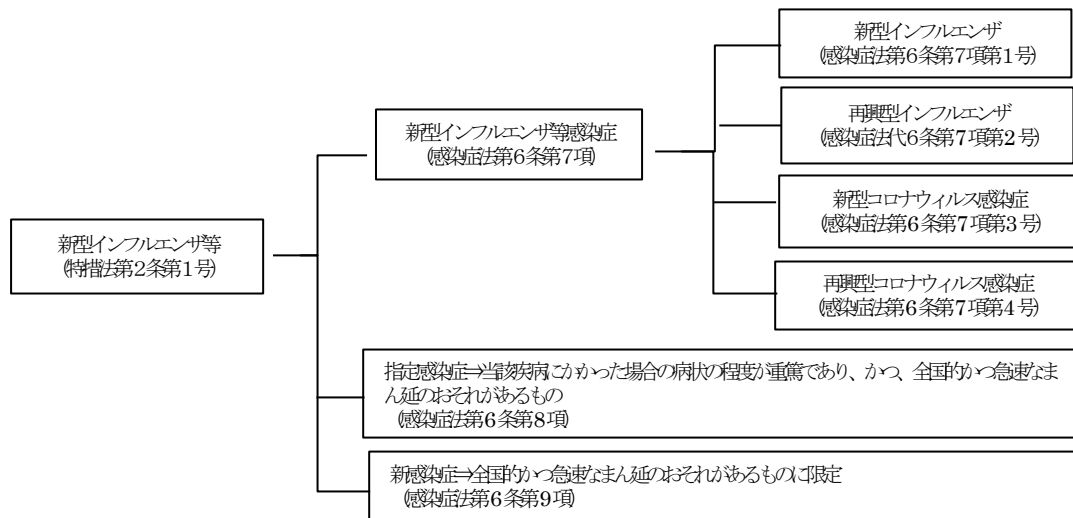 新型インフルエンザ等
(特措法第2条第1号)
新型インフルエンザ等感染症
(感染症法第6条第7項)
新型インフルエンザ
(感染症法第6条第7項第1号)
再興型インフルエンザ
(感染症法代6条第7項第2号)
新型コロナウィルス感染症
(感染症法第6条第7項第3号)
再興型コロナウィルス感染症
(感染症法第6条第7項第4号)
指定感染症⇒当該疾病にかかった場合の病状の程度が重篤であり、かつ、全国的かつ急速なま
ん延のおそれがあるもの
(感染症法第6条第8項)
新感染症⇒全国的かつ急速なまん延のおそれがあるものに限定
(感染症法第6条第9項)